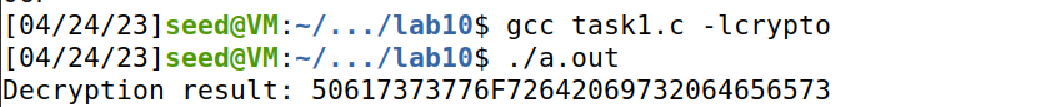 [04/24/23]seed@VM:~/.../lab10$ gcc task1.c -lcrypto
[04/24/23]seed@VM:~/.../lab10$ ./a.out
Decryption result: 50617373776F72642069732064656573